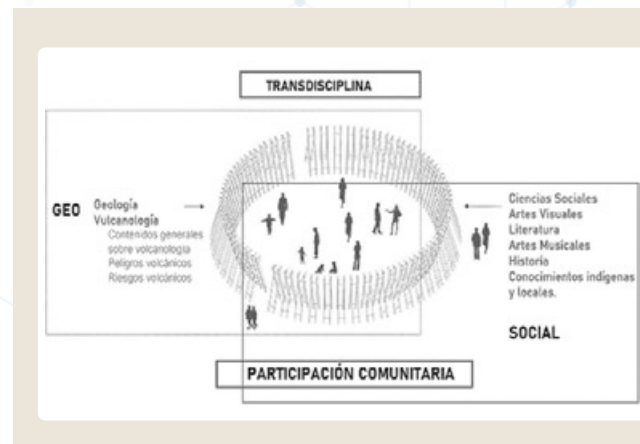 TRANSDISCIPLINA
GEO
Geología
Vulcanología
Contenidos generales
sobre volcanología
Peligros volcánicos
Riesgos volcánicos
Ciencias Sociales
Artes Visuales
Literatura
Artes Musicales
Historia
Conocimientos indígenas
y locales.
SOCIAL
PARTICIPACIÓN COMUNITARIA